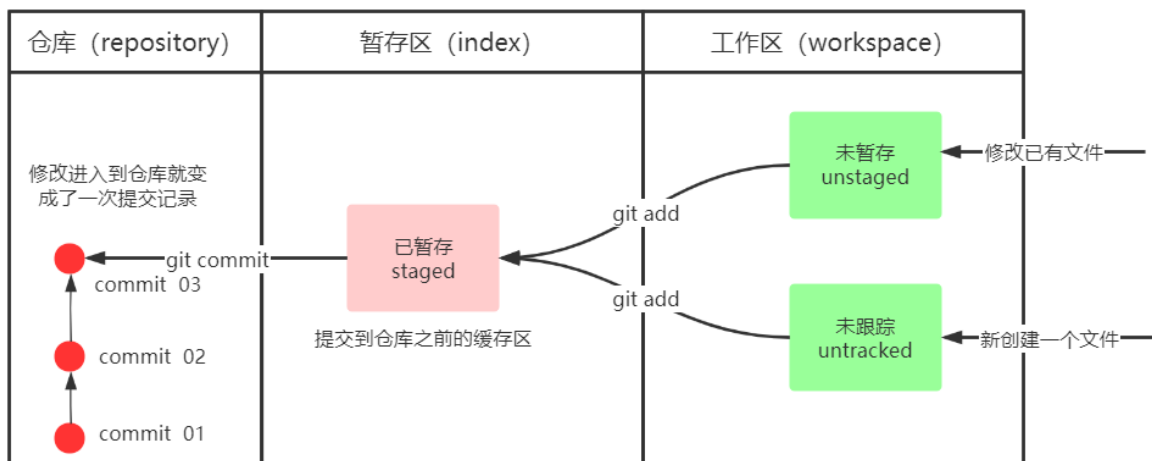 仓库（repository）
暂存区（index）
工作区（workspace）
修改进入到仓库就变
成了一次提交记录
未暂存
unstaged
修改已有文件
git add
已暂存
staged
git commit
commit 03
git add
提交到仓库之前的缓存区
未跟踪
untracked
新创建一个文件
commit 02
commit 01